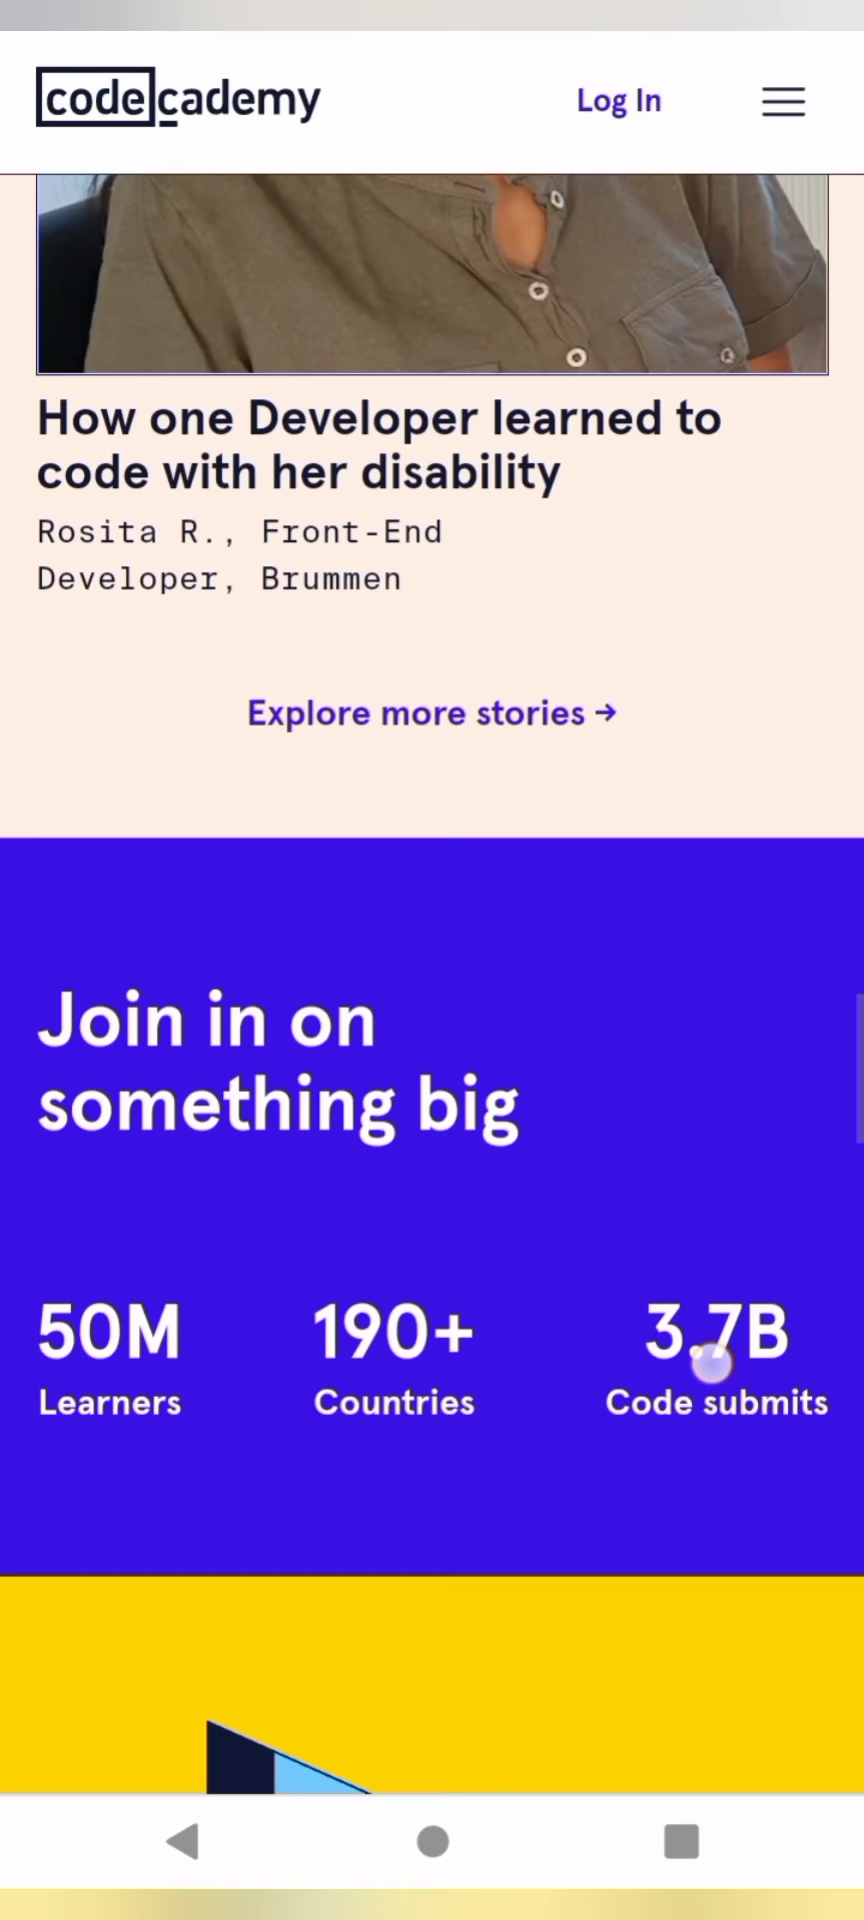 codecademy
Log In
How one Developer learned to
code with her disability
Rosita R., Front-End
Developer, Brummen
Explore more stories →
Join in on
something big
50M
Learners
190+
Countries
3.7B
Code submits